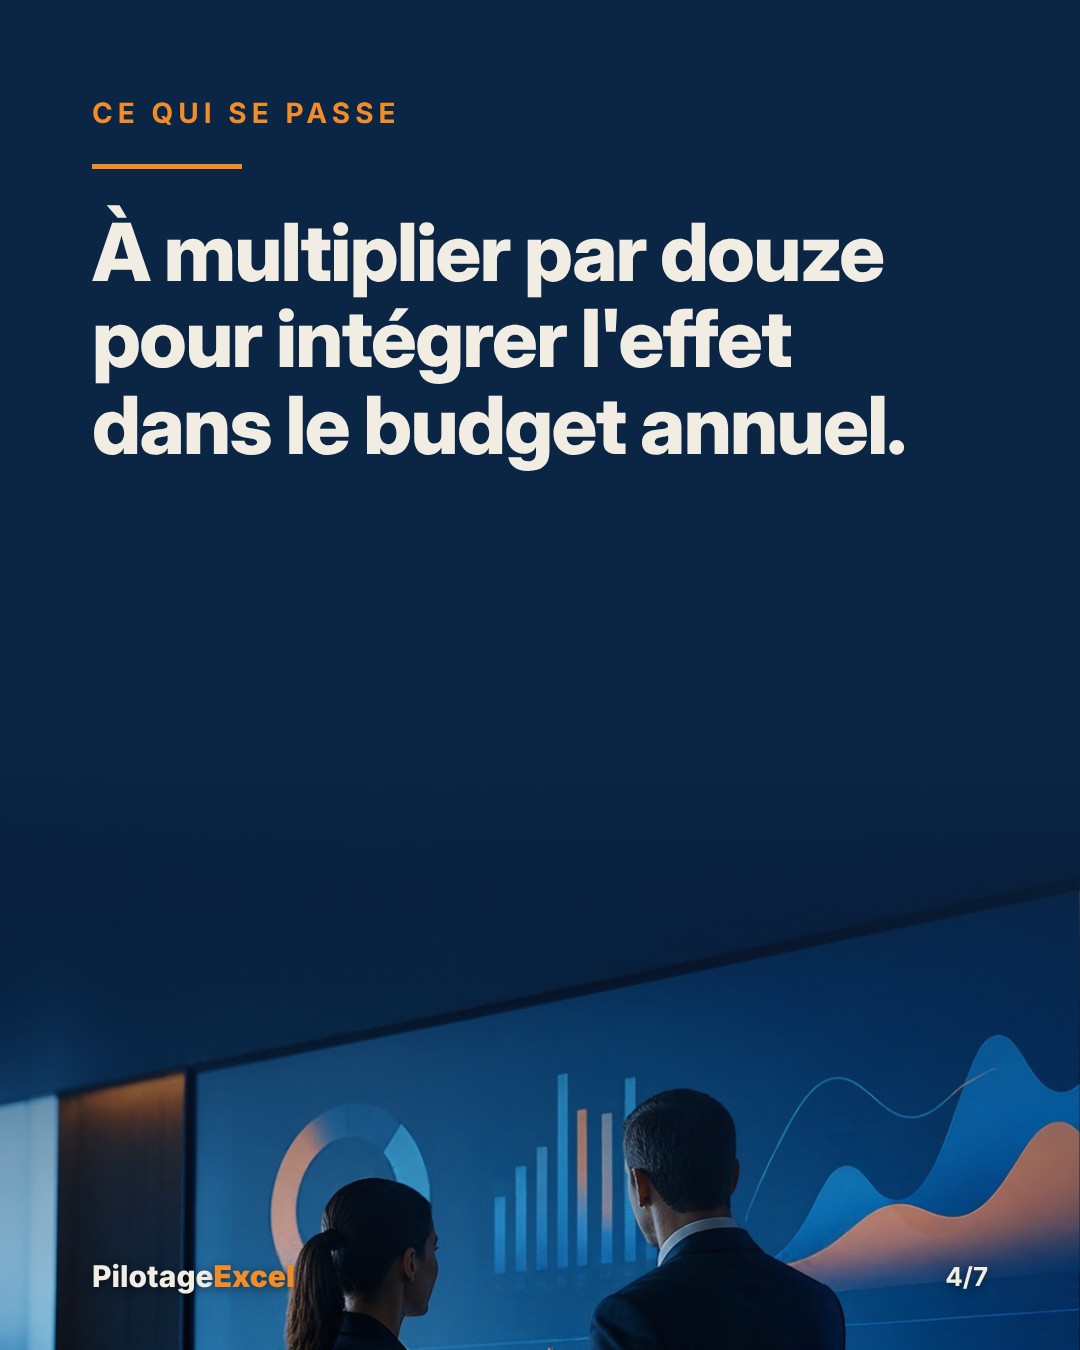 CE QUI SE PASSE
À multiplier par douze
pour intégrer l'effet
dans le budget annuel.
PilotageExcel
4/7